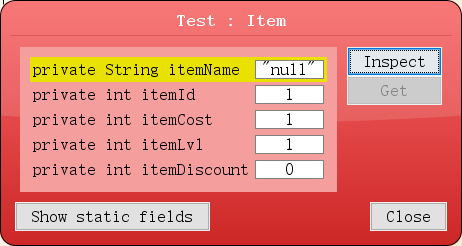 Test : Item
private String itemName "null"
Inspect
private int itemId 1
Get
private int itemCost 1
private int itemLvl 1
private int itemDiscount 0
Show static fields
Close